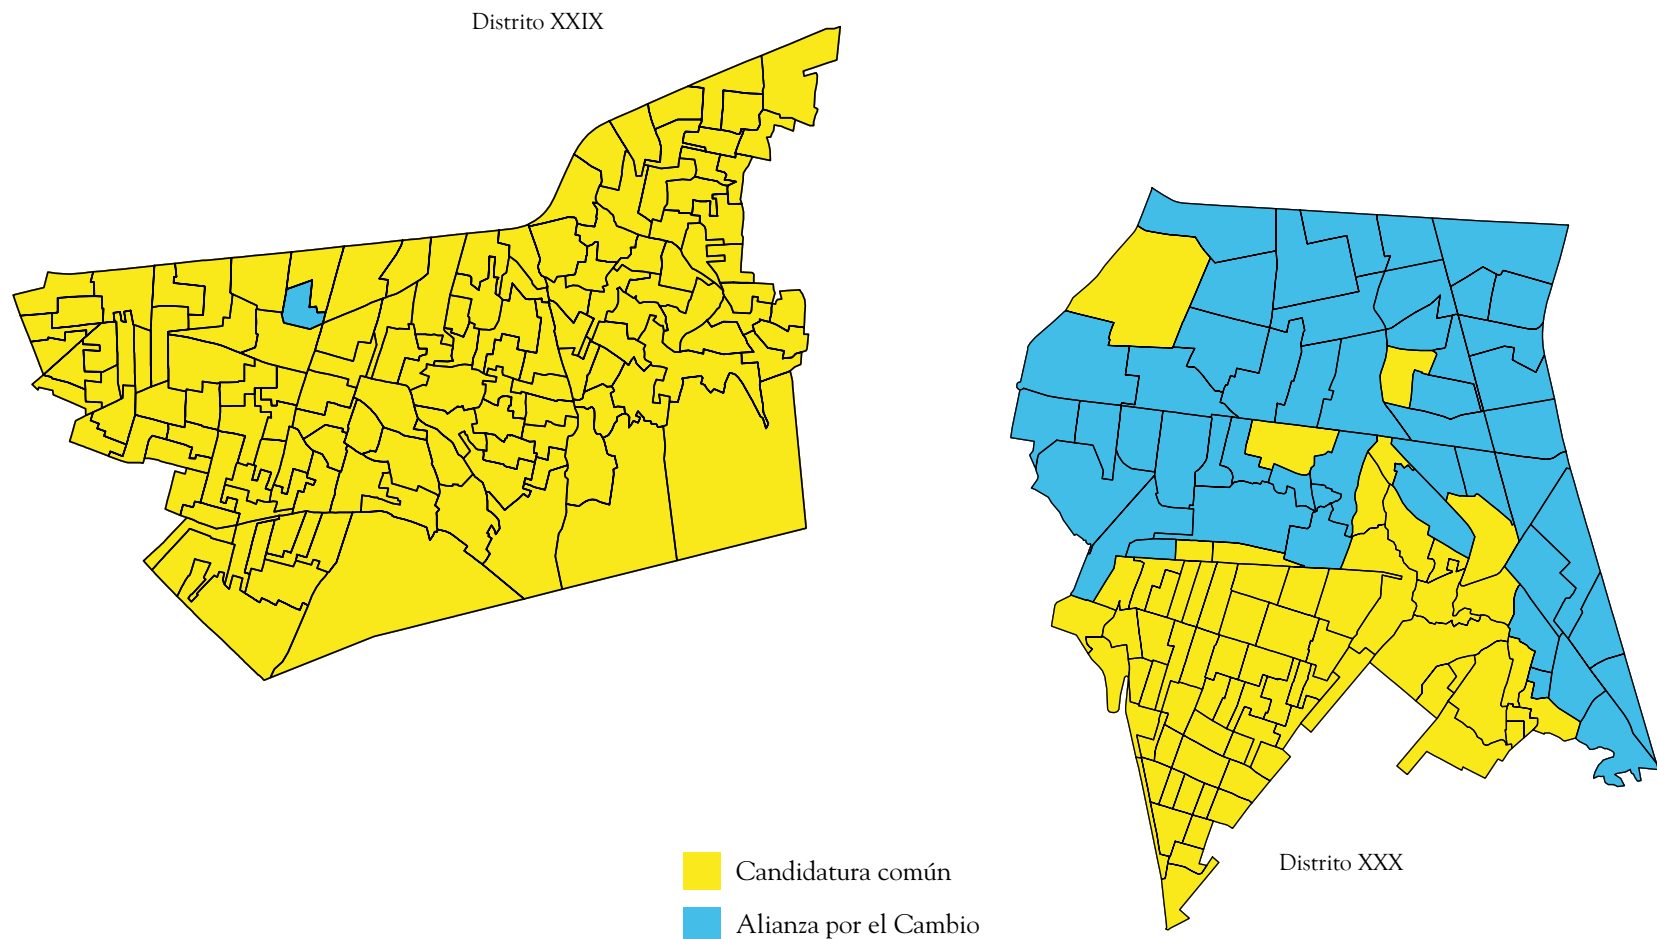 Distrito XXIX
Distrito XXX
Candidatura común
Alianza por el Cambio